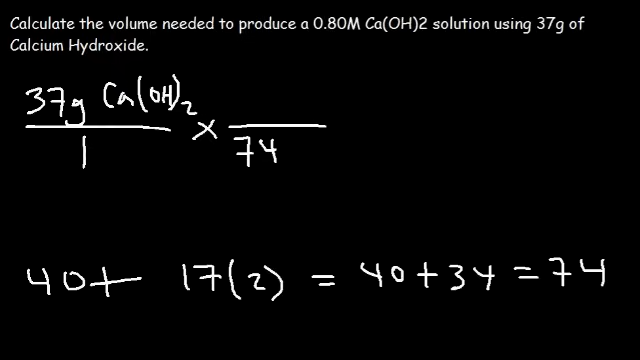 Calculate the volume needed to produce a 0.80M Ca(OH)2 solution using 37g of
Calcium Hydroxide.
37g Ca(OH)₂
1 × 74
40+ 17(2) = 40+34 = 74